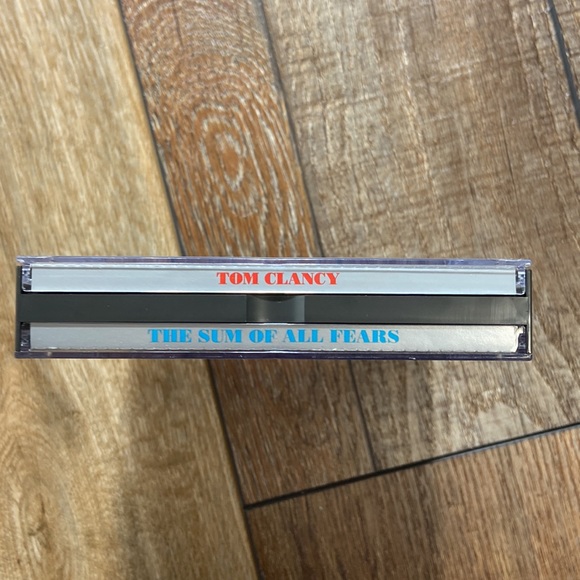 TOM CLANCY
THE SUM OF ALL FEARS